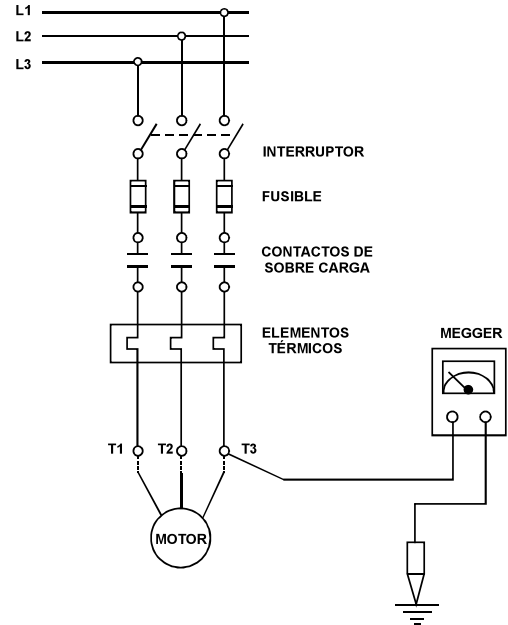 L1
L2
L3
INTERRUPTOR
FUSIBLE
CONTACTOS DE
SOBRE CARGA
ELEMENTOS
TÉRMICOS
MEGGER
T1
T2
T3
MOTOR